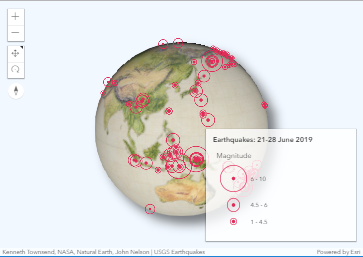 Earthquakes: 21-28 June 2019
Magnitude
6 - 10
4.5 - 6
1 - 4.5
Kenneth Townsend, NASA, Natural Earth, John Nelson | USGS Earthquakes
Powered by Esri